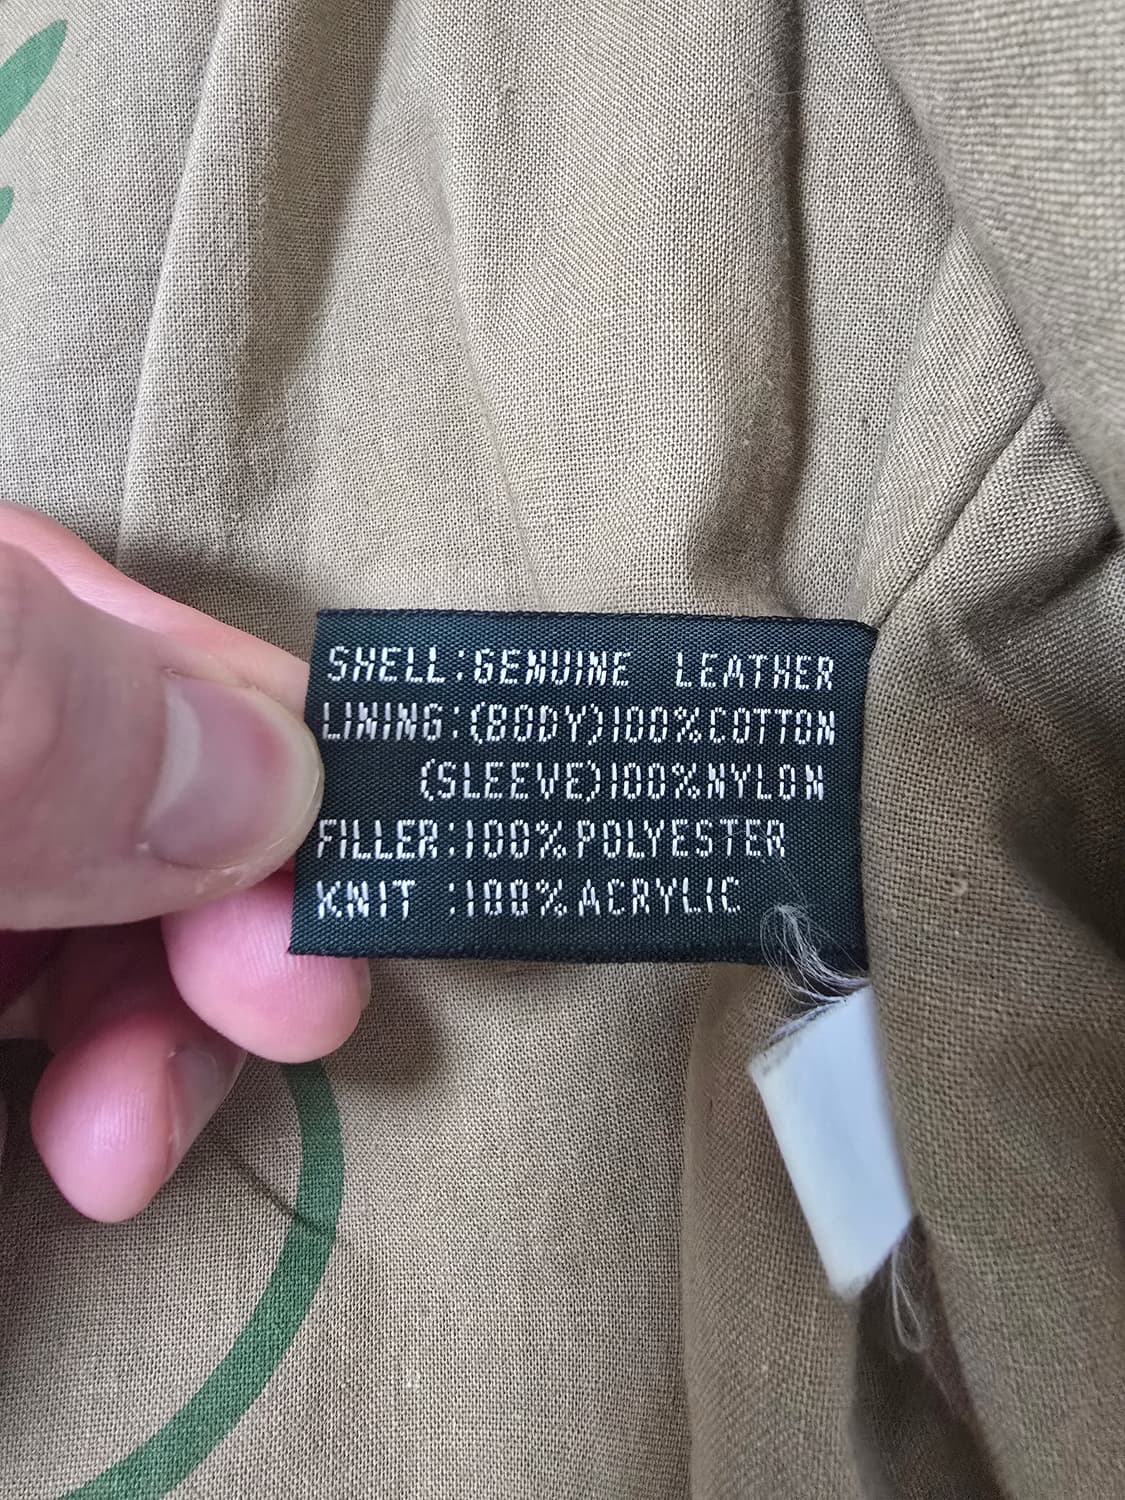 SHELL:GENUINE LEATHER
LINING:(BODY)100%COTTON
(SLEEVE)100%NYLON
FILLER:100%POLYESTER
KNIT :100%ACRYLIC